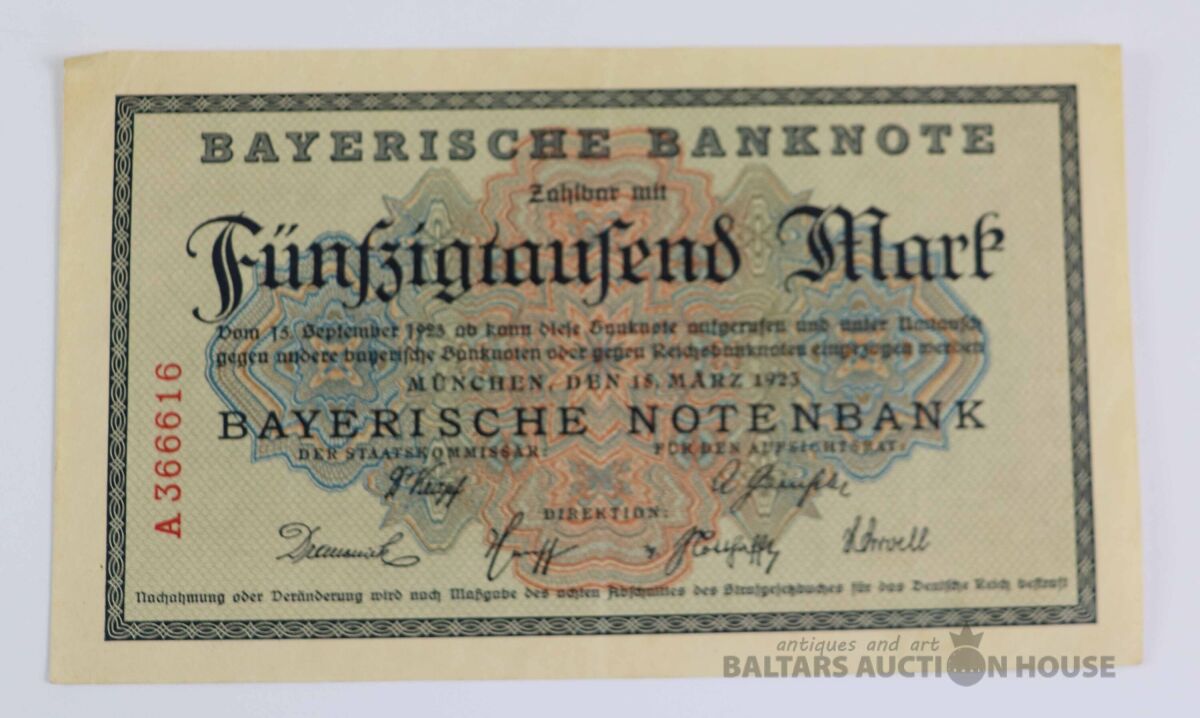 BAYERISCHE BANKNOTE
Zahlbar mit
Fünfzigtausend Mark
Vom 15. September 1923 ab kann diese Banknote aufgerufen und unter Umtausch
gegen andere bayerische Banknoten oder gegen Reichsbanknoten eingezogen werden
MÜNCHEN, DEN 15. MÄRZ 1923
BAYERISCHE NOTENBANK
DER STAATSKOMMISSAR: FÜR DEN AUFSICHTSRAT:
DIREKTION:
Nachahmung oder Veränderung wird nach Maßgabe des achten Abschnittes des Strafgesetzbuches für das Deutsche Reich bestraft
A 366616
antiques and art
BALTARS AUCTION HOUSE